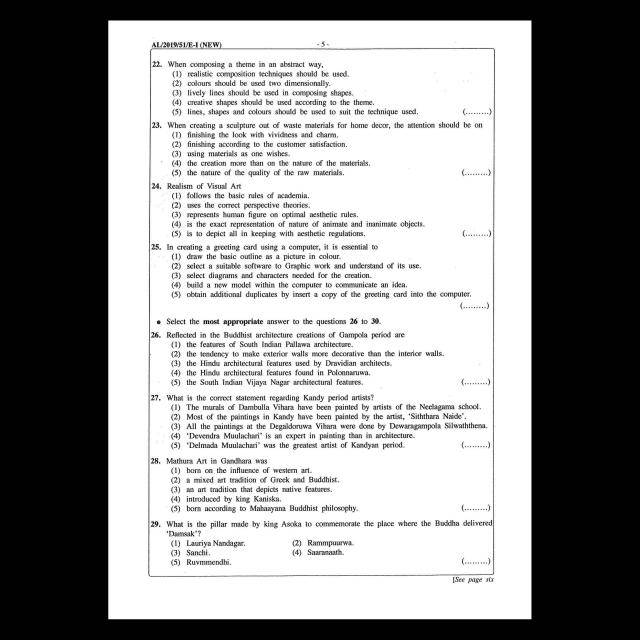 AL/2019/51/E-I (NEW) - 5 -
22. When composing a theme in an abstract way,
(1) realistic composition techniques should be used.
(2) colours should be used two dimensionally.
(3) lively lines should be used in composing shapes.
(4) creative shapes should be used according to the theme.
(5) lines, shapes and colours should be used to suit the technique used. (.........)
23. When creating a sculpture out of waste materials for home decor, the attention should be on
(1) finishing the look with vividness and charm.
(2) finishing according to the customer satisfaction.
(3) using materials as one wishes.
(4) the creation more than on the nature of the materials.
(5) the nature of the quality of the raw materials. (.........)
24. Realism of Visual Art
(1) follows the basic rules of academia.
(2) uses the correct perspective theories.
(3) represents human figure on optimal aesthetic rules.
(4) is the exact representation of nature of animate and inanimate objects.
(5) is to depict all in keeping with aesthetic regulations. (.........)
25. In creating a greeting card using a computer, it is essential to
(1) draw the basic outline as a picture in colour.
(2) select a suitable software to Graphic work and understand of its use.
(3) select diagrams and characters needed for the creation.
(4) build a new model within the computer to communicate an idea.
(5) obtain additional duplicates by insert a copy of the greeting card into the computer.
(.........)
• Select the most appropriate answer to the questions 26 to 30.
26. Reflected in the Buddhist architecture creations of Gampola period are
(1) the features of South Indian Pallawa architecture.
(2) the tendency to make exterior walls more decorative than the interior walls.
(3) the Hindu architectural features used by Dravidian architects.
(4) the Hindu architectural features found in Polonnaruwa.
(5) the South Indian Vijaya Nagar architectural features. (.........)
27. What is the correct statement regarding Kandy period artists?
(1) The murals of Dambulla Vihara have been painted by artists of the Neelagama school.
(2) Most of the paintings in Kandy have been painted by the artist, 'Siththara Naide'.
(3) All the paintings at the Degaldoruwa Vihara were done by Dewaragampola Silwaththena.
(4) 'Devendra Muulachari' is an expert in painting than in architecture.
(5) 'Delmada Muulachari' was the greatest artist of Kandyan period. (.........)
28. Mathura Art in Gandhara was
(1) born on the influence of western art.
(2) a mixed art tradition of Greek and Buddhist.
(3) an art tradition that depicts native features.
(4) introduced by king Kaniska.
(5) born according to Mahaayana Buddhist philosophy. (.........)
29. What is the pillar made by king Asoka to commemorate the place where the Buddha delivered
'Damsak'?
(1) Lauriya Nandagar. (2) Rammpuurwa.
(3) Sanchi. (4) Saaranaath.
(5) Ruvmmendhi. (.........)
[See page six